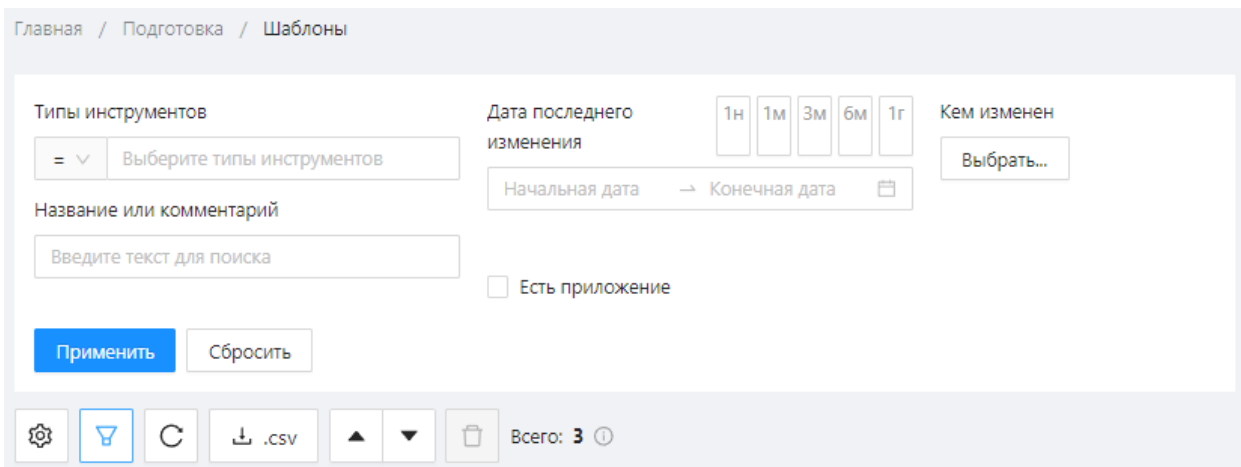 Главная / Подготовка / Шаблоны
Типы инструментов
= Выберите типы инструментов
Название или комментарий
Введите текст для поиска
Дата последнего изменения
1н 1м 3м 6м 1г
Начальная дата → Конечная дата
Есть приложение
Кем изменен
Выбрать...
Применить Сбросить
.csv Всего: 3